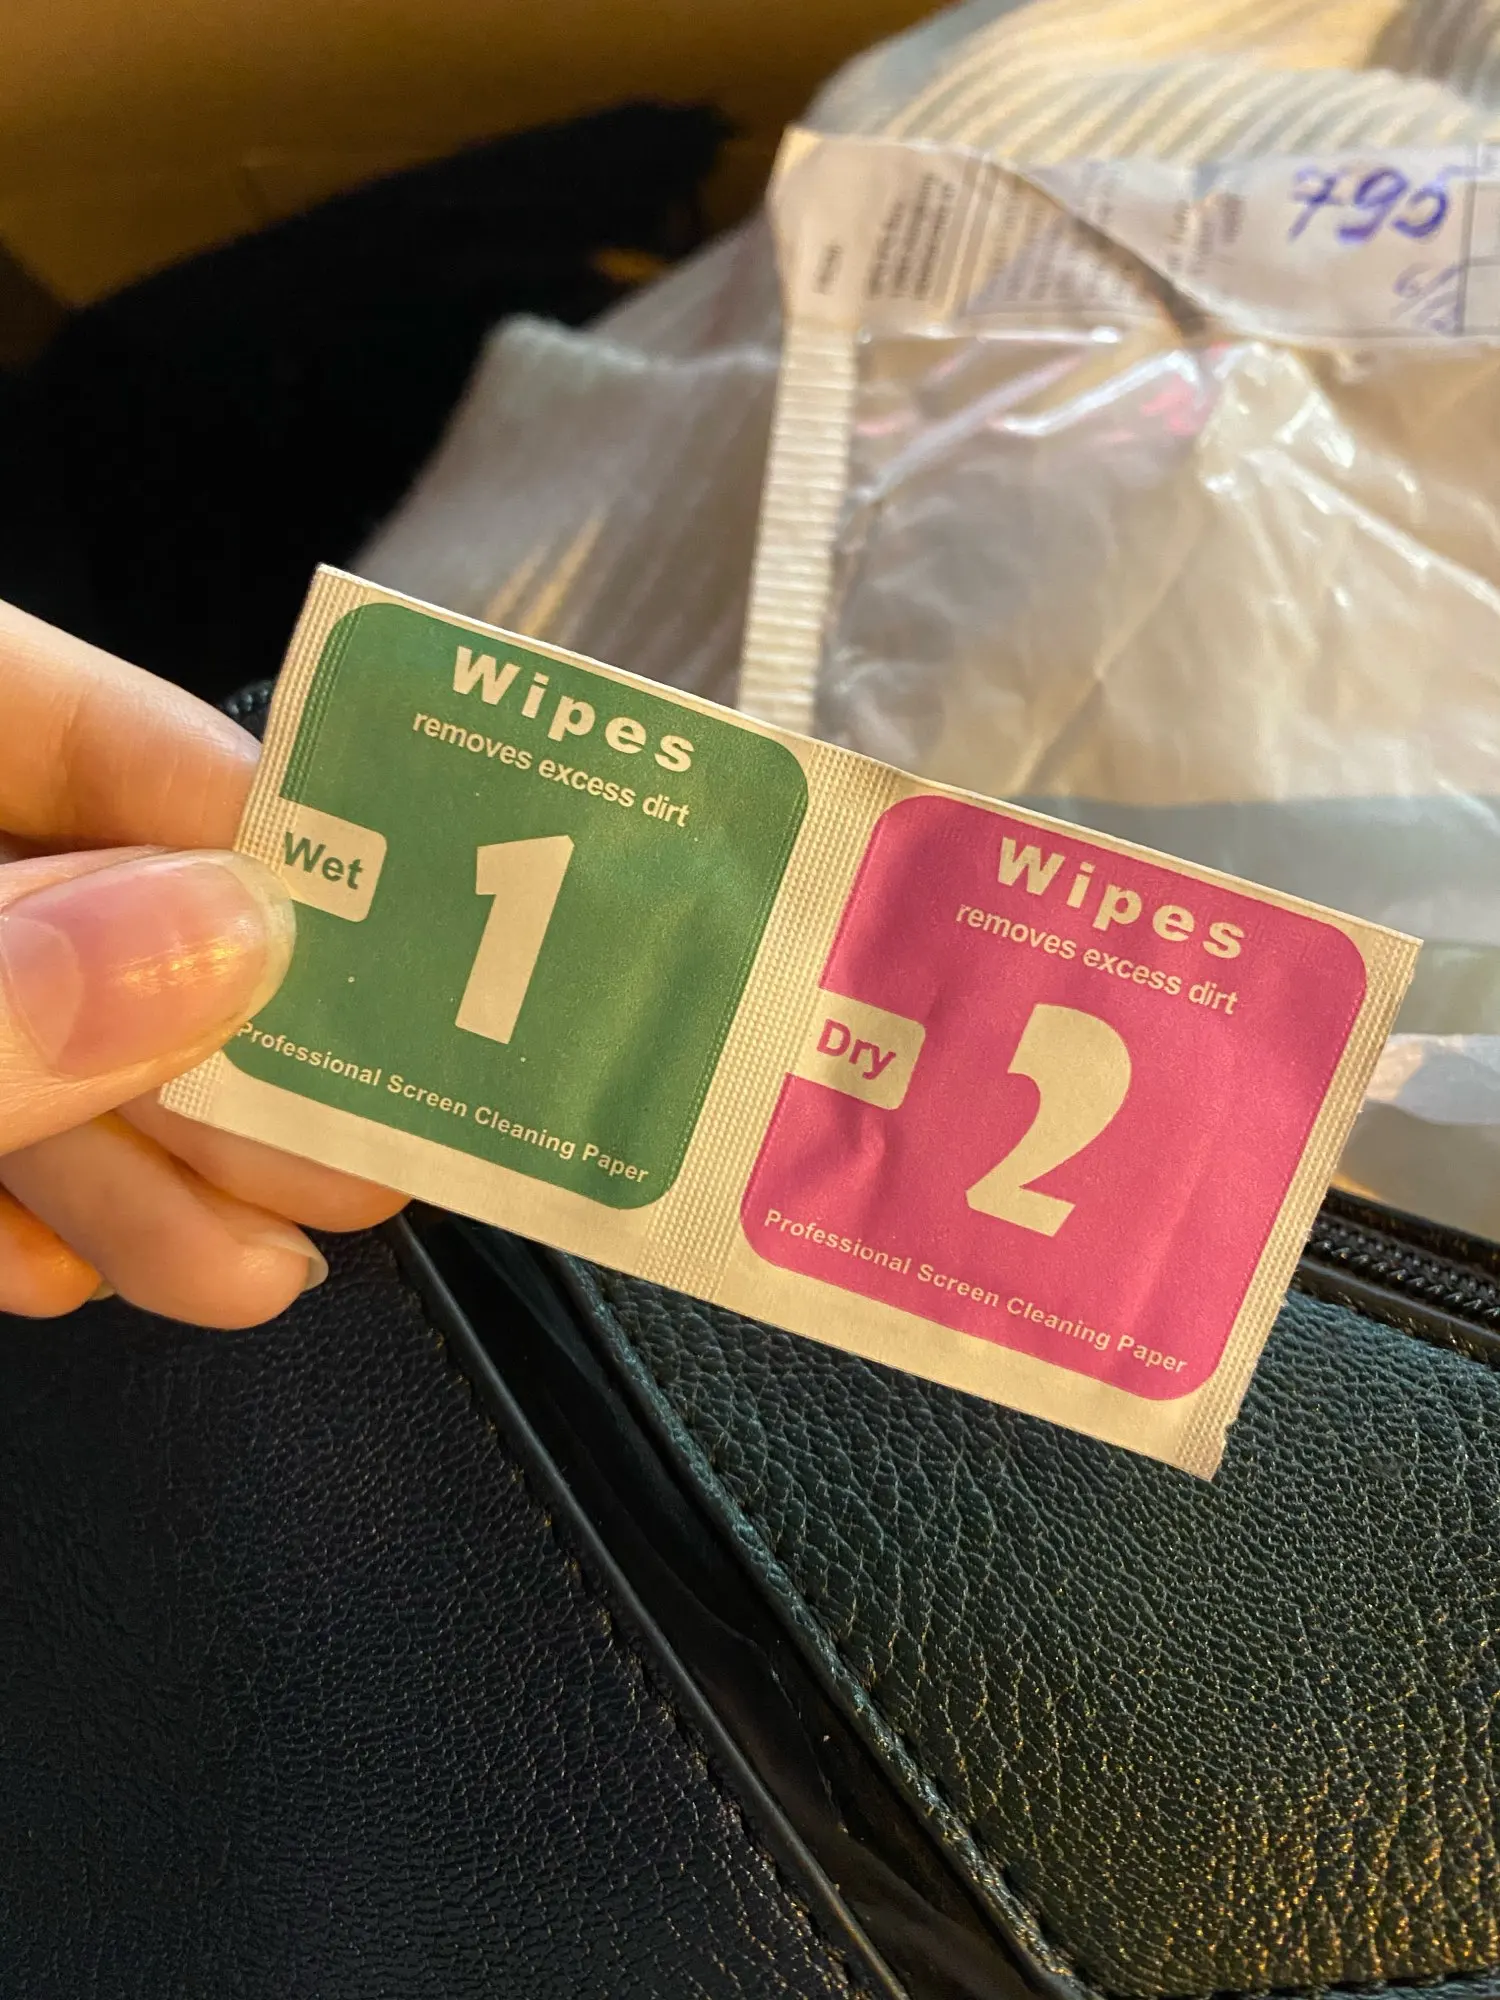 Wipes
removes excess dirt
Wet
1
Professional Screen Cleaning Paper
Wipes
removes excess dirt
Dry
2
Professional Screen Cleaning Paper
795